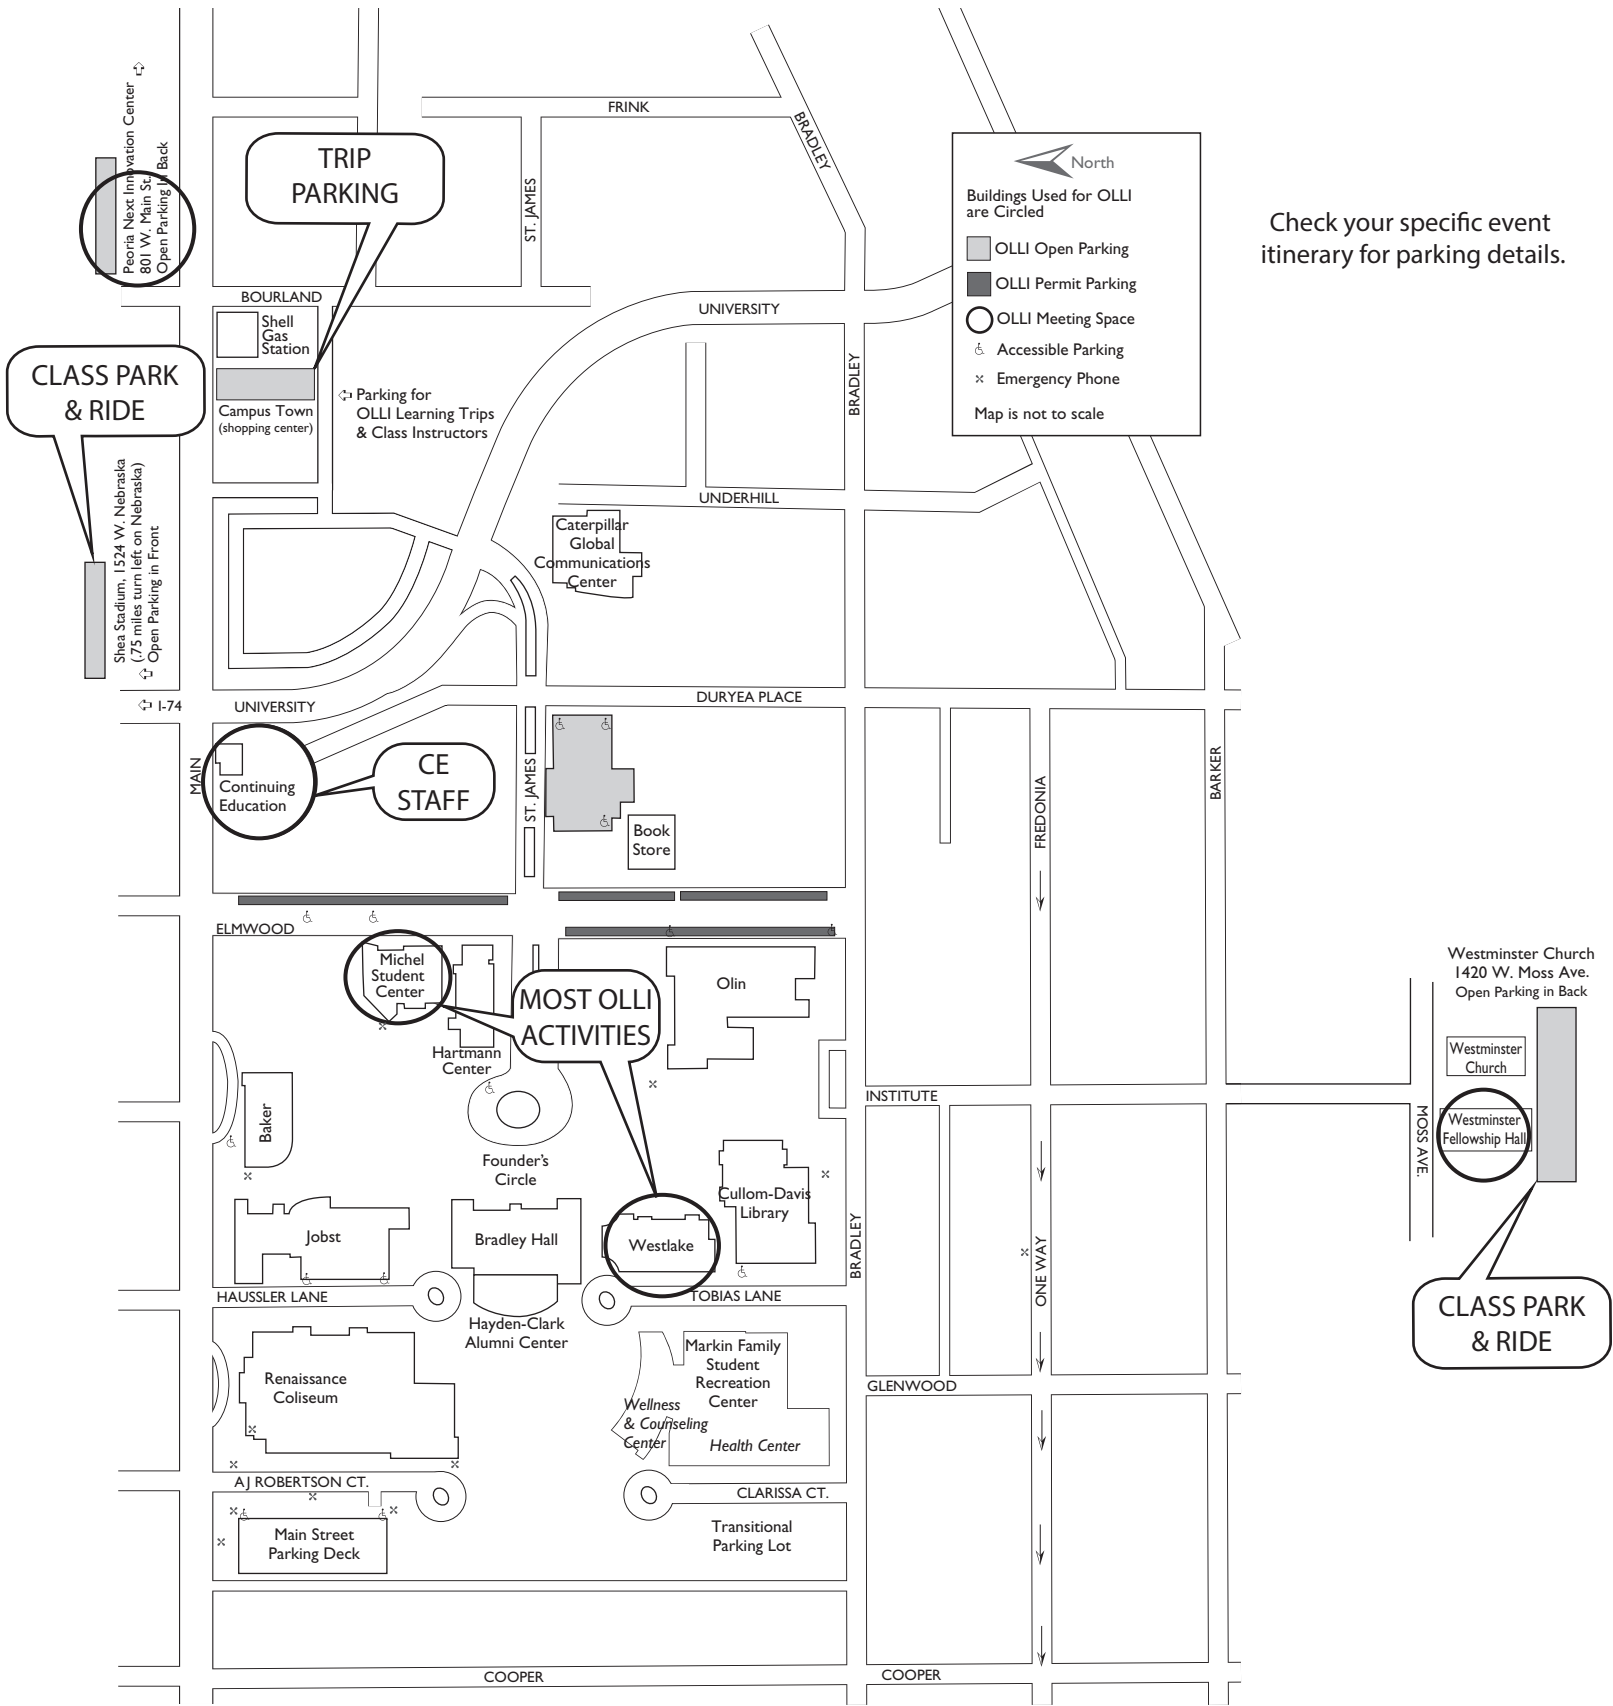 FRINK
BRADLEY
Peoria Next Innovation Center
801 W. Main St.
Open Parking In Back
TRIP
PARKING
ST. JAMES
North
Buildings Used for OLLI
are Circled
OLLI Open Parking
OLLI Permit Parking
OLLI Meeting Space
Accessible Parking
Emergency Phone
Map is not to scale
Check your specific event
itinerary for parking details.
BOURLAND
UNIVERSITY
Shell
Gas
Station
CLASS PARK
& RIDE
Campus Town
(shopping center)
Parking for
OLLI Learning Trips
& Class Instructors
BRADLEY
Shea Stadium, 1524 W. Nebraska
(.75 miles turn left on Nebraska)
Open Parking in Front
UNDERHILL
Caterpillar
Global
Communications
Center
I-74
UNIVERSITY
DURYEA PLACE
MAIN
Continuing
Education
CE
STAFF
ST. JAMES
Book
Store
FREDONIA
BARKER
ELMWOOD
Michel
Student
Center
Hartmann
Center
MOST OLLI
ACTIVITIES
Olin
Westminster Church
1420 W. Moss Ave.
Open Parking in Back
Westminster
Church
Westminster
Fellowship Hall
MOSS AVE.
INSTITUTE
Baker
Founder's
Circle
Cullom-Davis
Library
Jobst
Bradley Hall
Westlake
BRADLEY
ONE WAY
HAUSSLER LANE
TOBIAS LANE
Hayden-Clark
Alumni Center
CLASS PARK
& RIDE
Renaissance
Coliseum
Markin Family
Student
Recreation
Center
Wellness
& Counseling
Center
Health Center
GLENWOOD
AJ ROBERTSON CT.
CLARISSA CT.
Main Street
Parking Deck
Transitional
Parking Lot
COOPER
COOPER